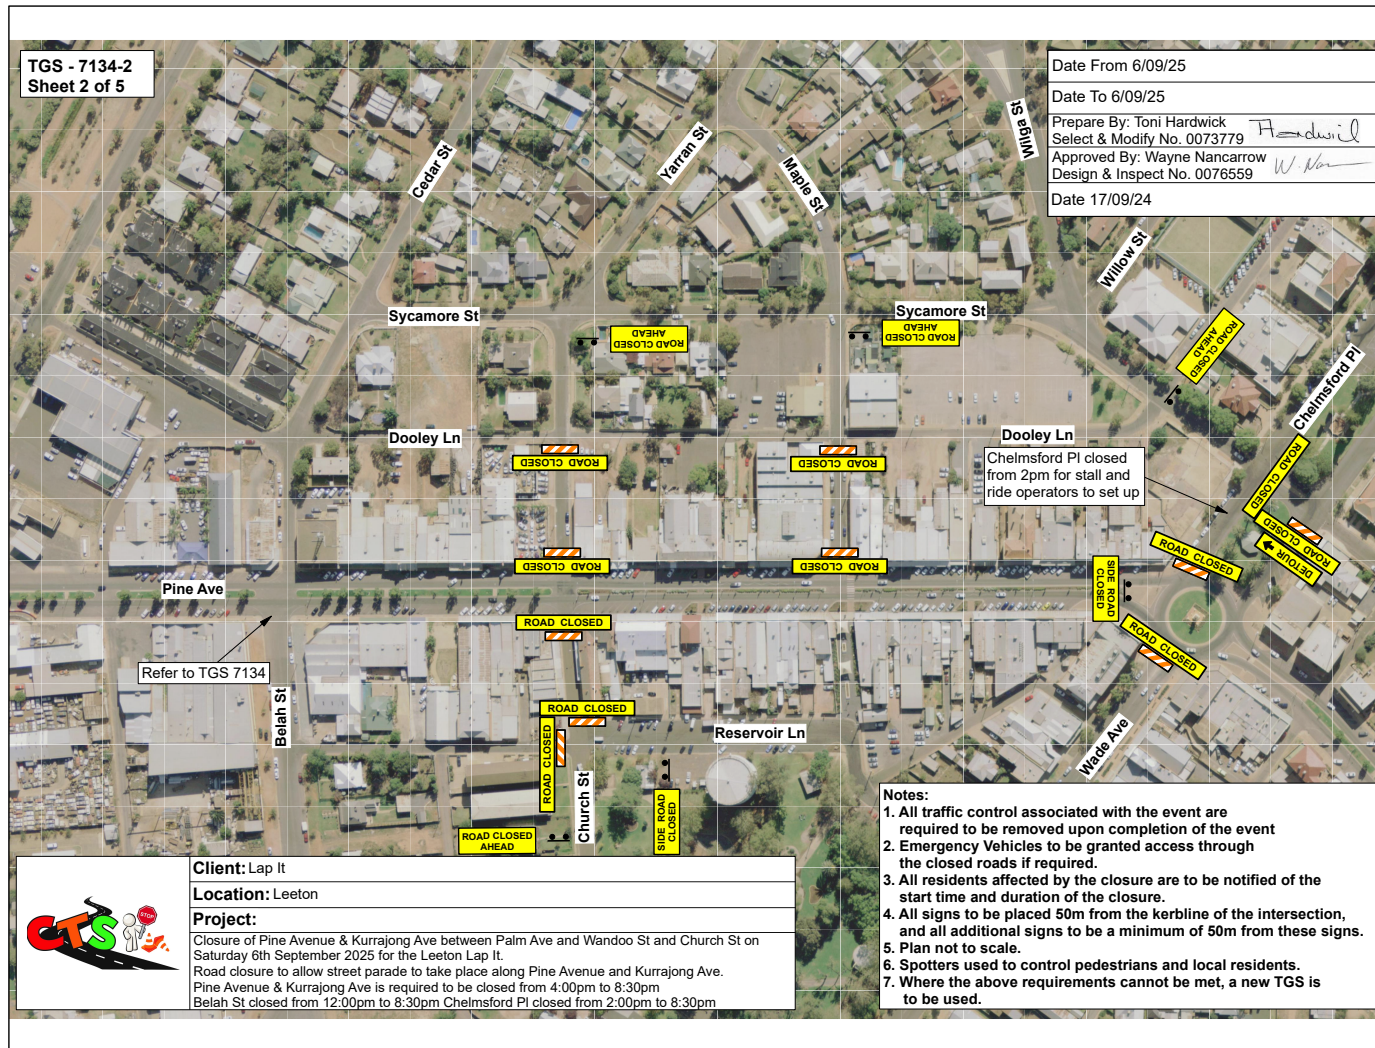 TGS - 7134-2
Sheet 2 of 5
Date From 6/09/25
Date To 6/09/25
Prepare By: Toni Hardwick
Select & Modify No. 0073779
Hardwick
Approved By: Wayne Nancarrow
Design & Inspect No. 0076559
W. Nan
Date 17/09/24
Cedar St
Yarran St
Maple St
Wilga St
Willow St
Sycamore St
Sycamore St
ROAD CLOSED
AHEAD
ROAD CLOSED
AHEAD
ROAD CLOSED
AHEAD
Chelmsford Pl
Dooley Ln
Dooley Ln
ROAD CLOSED
ROAD CLOSED
Chelmsford Pl closed
from 2pm for stall and
ride operators to set up
ROAD CLOSED
ROAD CLOSED
DETOUR
ROAD CLOSED
ROAD CLOSED
ROAD CLOSED
SIDE ROAD
CLOSED
Pine Ave
ROAD CLOSED
ROAD CLOSED
Refer to TGS 7134
Belah St
ROAD CLOSED
ROAD CLOSED
Reservoir Ln
Wade Ave
Church St
SIDE ROAD
CLOSED
ROAD CLOSED
AHEAD
Notes:
1. All traffic control associated with the event are
required to be removed upon completion of the event
2. Emergency Vehicles to be granted access through
the closed roads if required.
3. All residents affected by the closure are to be notified of the
start time and duration of the closure.
4. All signs to be placed 50m from the kerbline of the intersection,
and all additional signs to be a minimum of 50m from these signs.
5. Plan not to scale.
6. Spotters used to control pedestrians and local residents.
7. Where the above requirements cannot be met, a new TGS is
to be used.
CTS
STOP
Client: Lap It
Location: Leeton
Project:
Closure of Pine Avenue & Kurrajong Ave between Palm Ave and Wandoo St and Church St on
Saturday 6th September 2025 for the Leeton Lap It.
Road closure to allow street parade to take place along Pine Avenue and Kurrajong Ave.
Pine Avenue & Kurrajong Ave is required to be closed from 4:00pm to 8:30pm
Belah St closed from 12:00pm to 8:30pm Chelmsford Pl closed from 2:00pm to 8:30pm